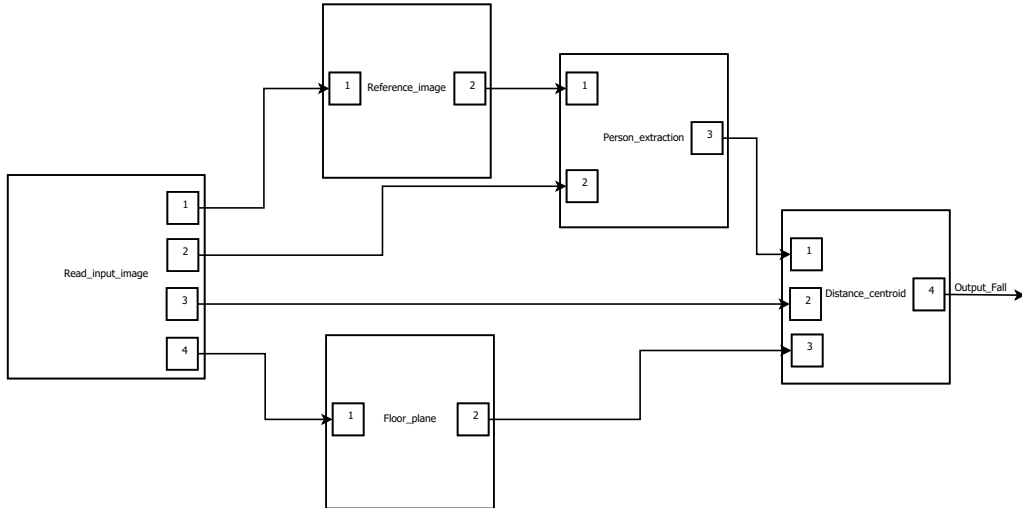 1
Reference_image
2
1
2
Person_extraction
3
Read_input_image
1
2
3
4
1
Floor_plane
2
1
2
3
Distance_centroid
4
Output_Fall